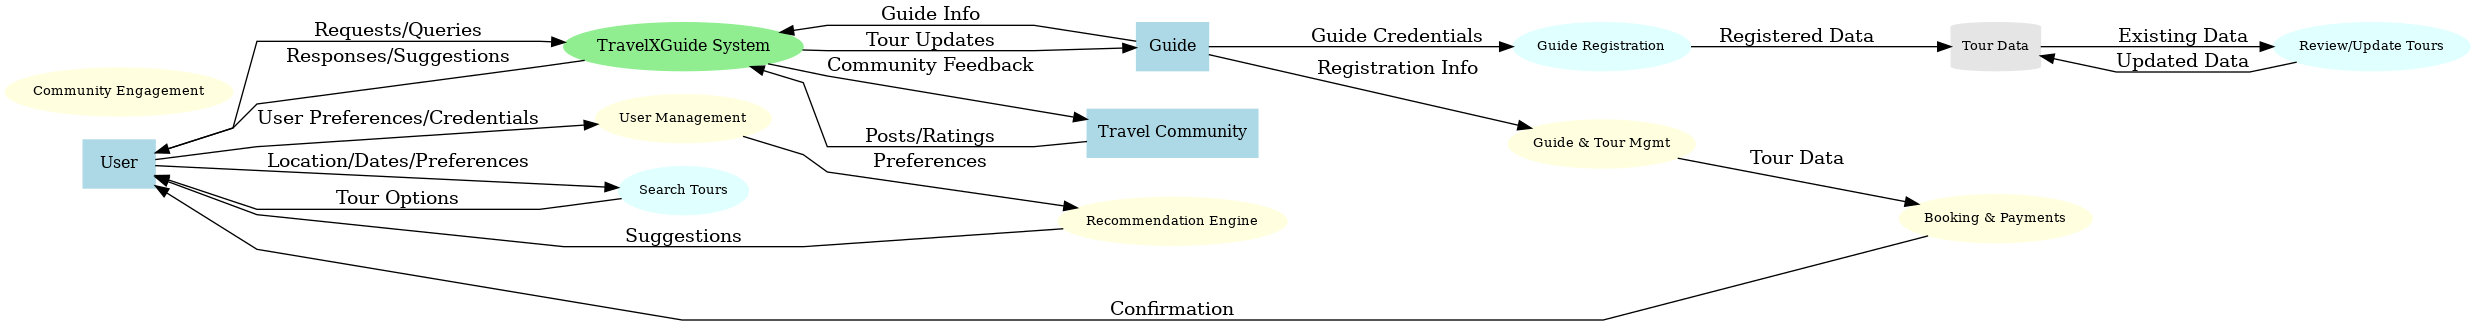 Guide Info
Requests/Queries
TravelXGuide System
Tour Updates
Guide
Guide Credentials
Guide Registration
Registered Data
Tour Data
Existing Data
Review/Update Tours
Responses/Suggestions
Community Feedback
Registration Info
Updated Data
Community Engagement
User Preferences/Credentials
User Management
Posts/Ratings
Travel Community
Guide & Tour Mgmt
User
Location/Dates/Preferences
Preferences
Tour Data
Search Tours
Tour Options
Recommendation Engine
Booking & Payments
Suggestions
Confirmation